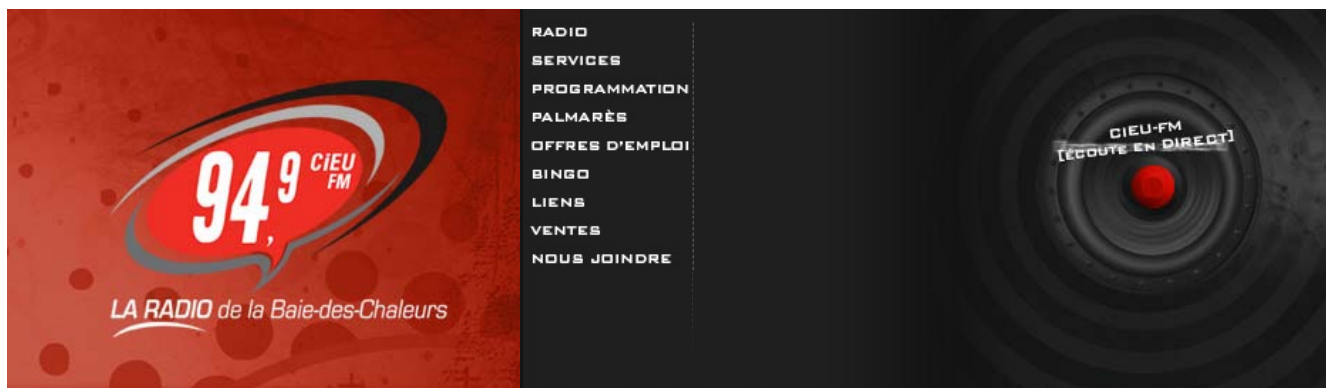 94,9 CiEU
FM
LA RADIO de la Baie-des-Chaleurs
RADIO
SERVICES
PROGRAMMATION
PALMARÈS
OFFRES D'EMPLOI
BINGO
LIENS
VENTES
NOUS JOINDRE
CIEU-FM
[ÉCOUTE EN DIRECT]